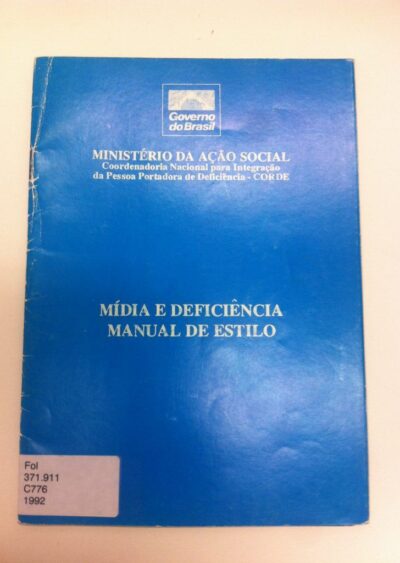 Governo
do Brasil
MINISTÉRIO DA AÇÃO SOCIAL
Coordenadoria Nacional para Integração
da Pessoa Portadora de Deficiência - CORDE
MÍDIA E DEFICIÊNCIA
MANUAL DE ESTILO
Fol
371.911
C776
1992